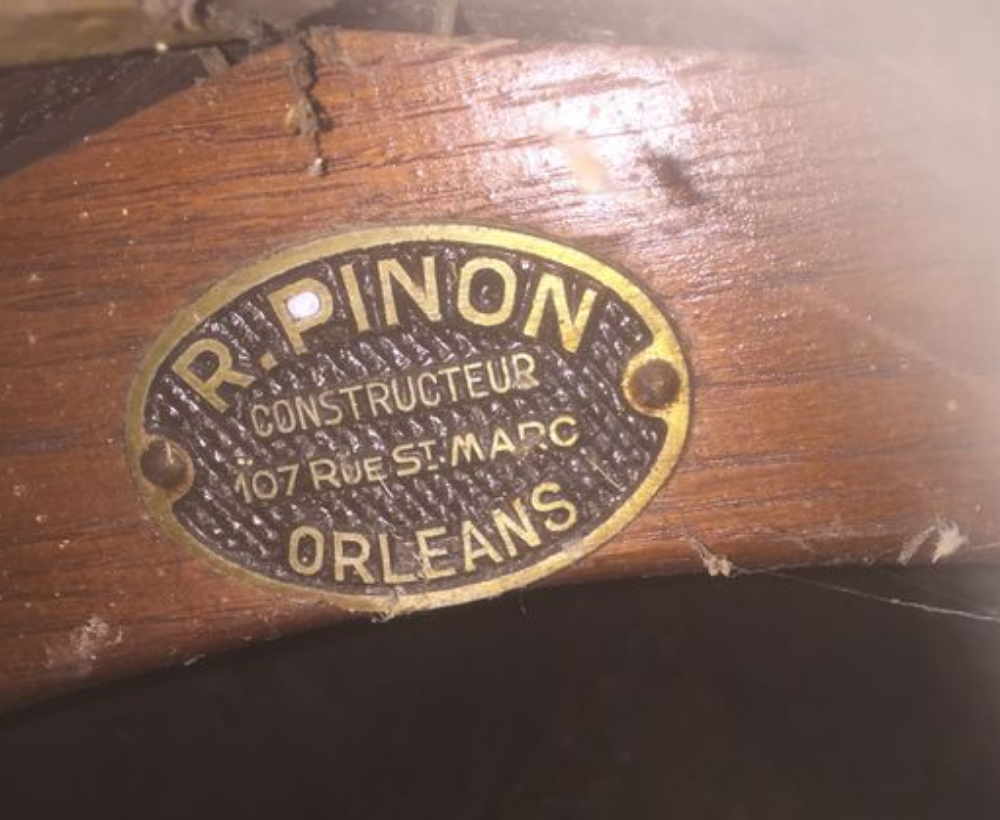 R. PINON
CONSTRUCTEUR
107 RUE ST. MARC
ORLEANS